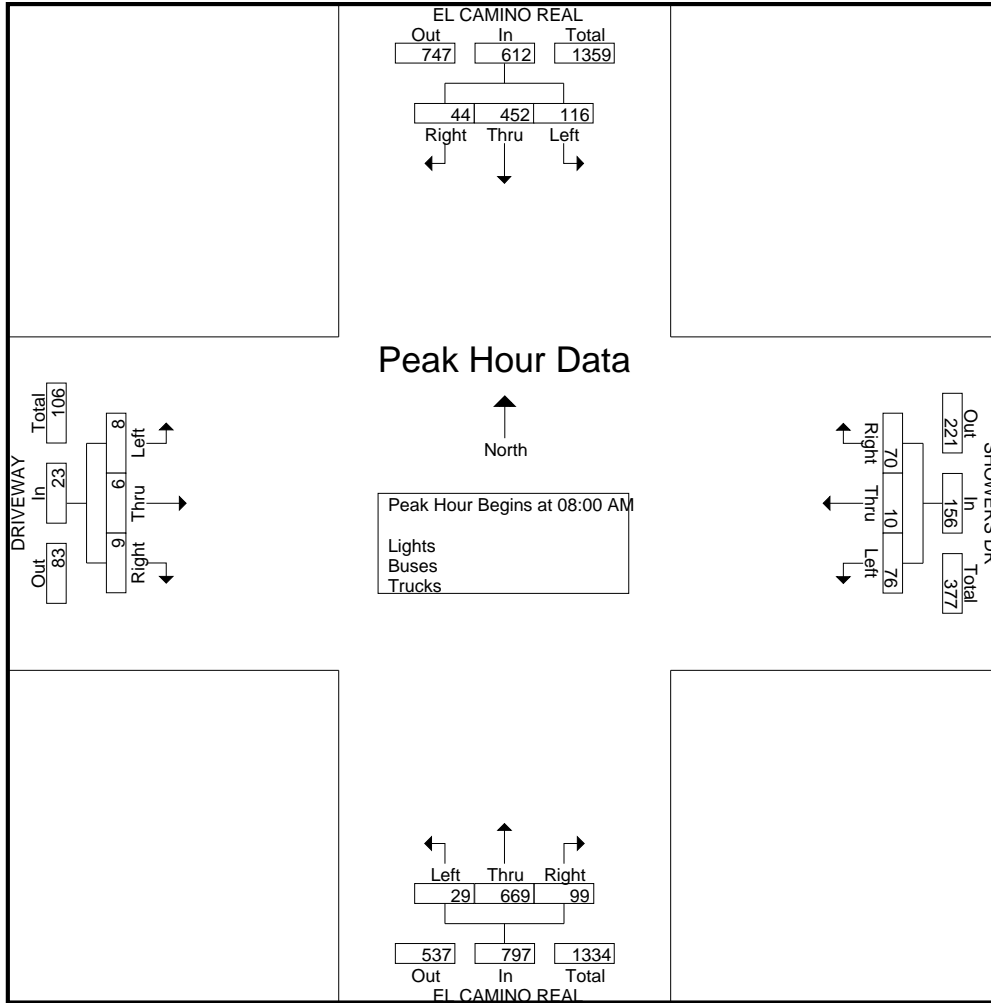 EL CAMINO REAL
Out In Total
747 612 1359
44 452 116
Right Thru Left
Peak Hour Data
North
Peak Hour Begins at 08:00 AM
Lights
Buses
Trucks
DRIVEWAY
Out In Total
83 23 106
9 6 8
Right Thru Left
SHOWERS DR
Out In Total
221 156 377
70 10 76
Right Thru Left
Left Thru Right
29 669 99
537 797 1334
Out In Total
EL CAMINO REAL